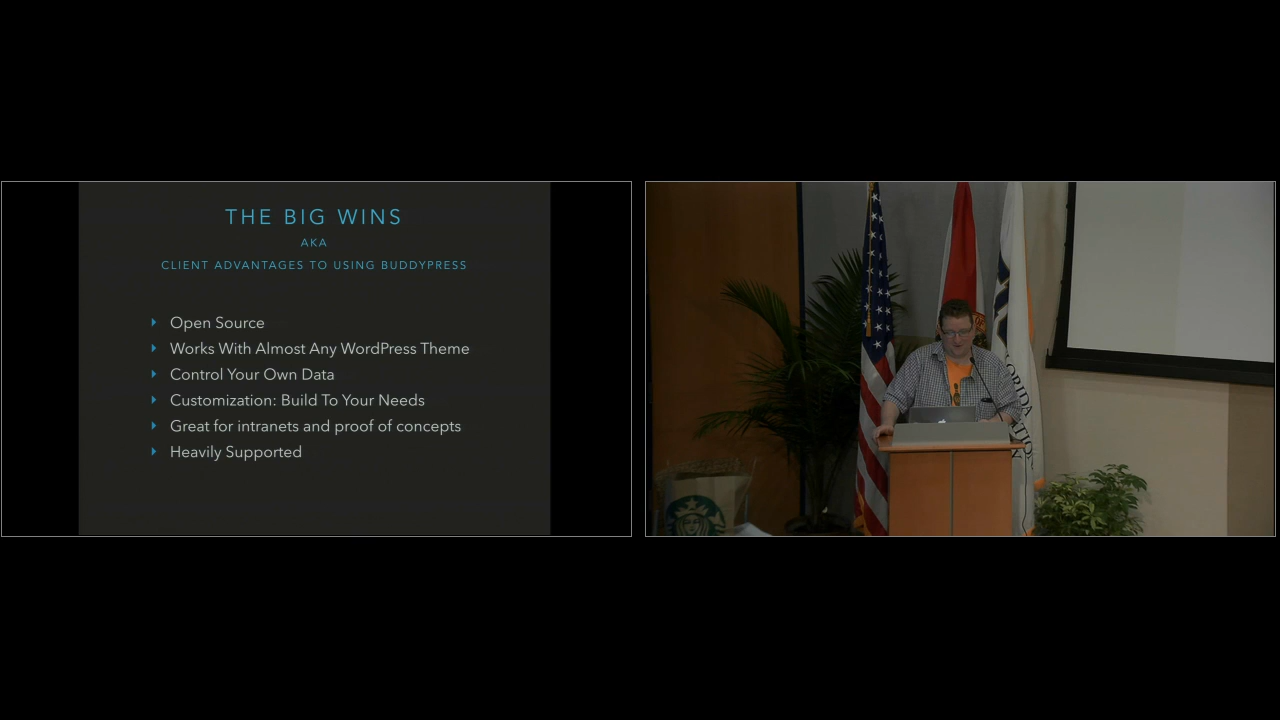 THE BIG WINS
AKA
CLIENT ADVANTAGES TO USING BUDDYPRESS
Open Source
Works With Almost Any WordPress Theme
Control Your Own Data
Customization: Build To Your Needs
Great for intranets and proof of concepts
Heavily Supported